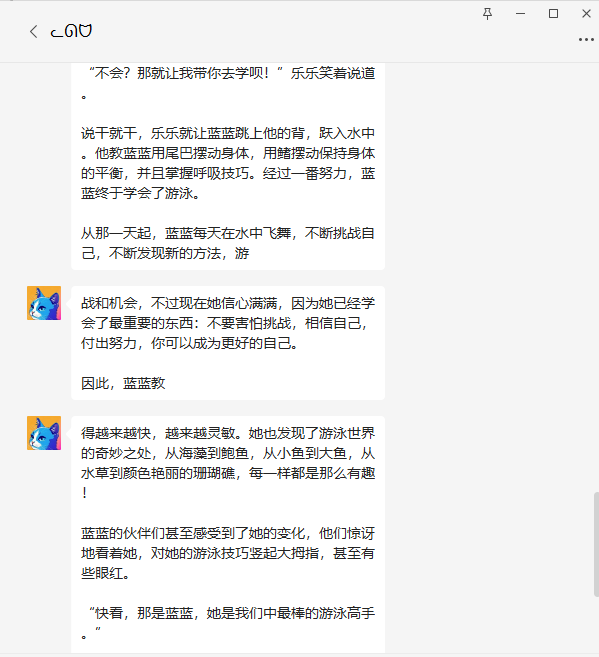 ᓚᘏᗢ
“不会？那就让我带你去学呗！”乐乐笑着说道
。
说干就干，乐乐就让蓝蓝跳上他的背，跃入水中
。他教蓝蓝用尾巴摆动身体，用鳍摆动保持身体
的平衡，并且掌握呼吸技巧。经过一番努力，蓝
蓝终于学会了游泳。
从那一天起，蓝蓝每天在水中飞舞，不断挑战自
己，不断发现新的方法，游
战和机会，不过现在她信心满满，因为她已经学
会了最重要的东西：不要害怕挑战，相信自己，
付出努力，你可以成为更好的自己。
因此，蓝蓝教
得越来越快，越来越灵敏。她也发现了游泳世界
的奇妙之处，从海藻到鲍鱼，从小鱼到大鱼，从
水草到颜色艳丽的珊瑚礁，每一样都是那么有趣
！
蓝蓝的伙伴们甚至感受到了她的变化，他们惊讶
地看着她，对她的游泳技巧竖起大拇指，甚至有
些眼红。
“快看，那是蓝蓝，她是我们中最棒的游泳高手
。”